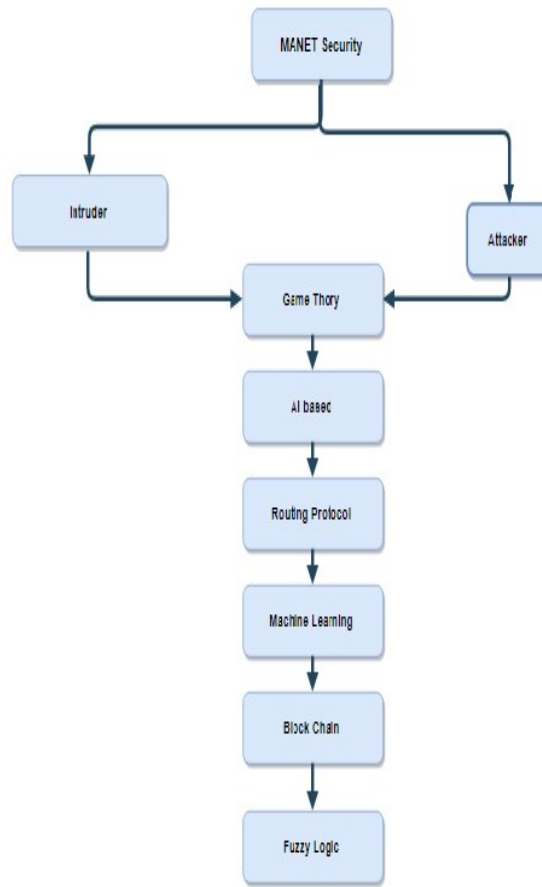 MANET Security
Intruder
Attacker
Game Thory
AI based
Routing Protocol
Machine Learning
Block Chain
Fuzzy Logic